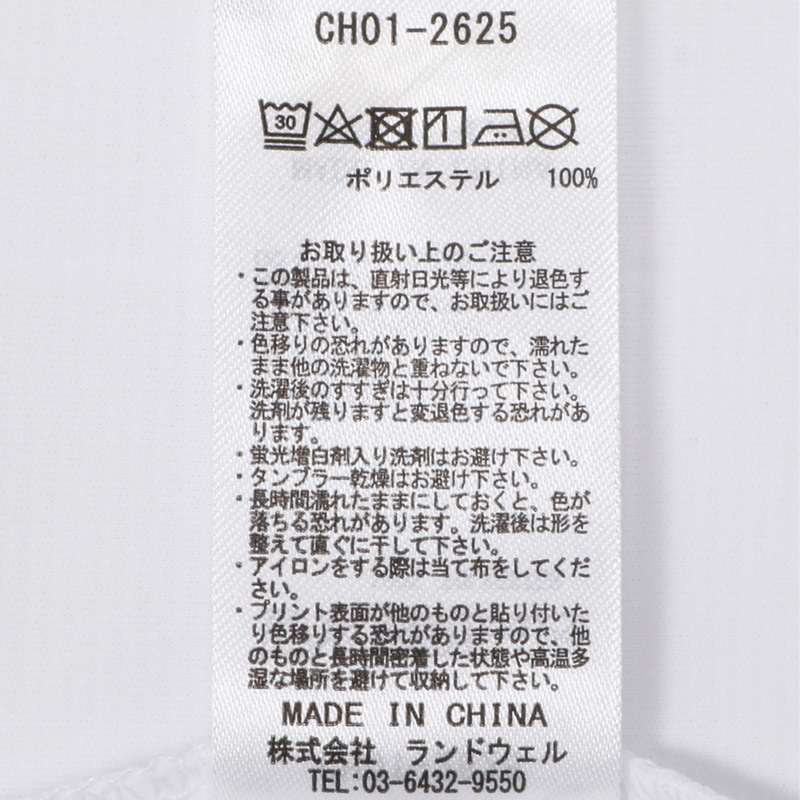 CH01-2625
30
ポリエステル 100%
お取り扱い上のご注意
・この製品は、直射日光等により退色す
る事がありますので、お取扱いにはご
注意下さい。
・色移りの恐れがありますので、濡れた
まま他の洗濯物と重ねないで下さい。
・洗濯後のすすぎは十分行って下さい。
洗剤が残りますと変退色する恐れがあ
ります。
・蛍光増白剤入り洗剤はお避け下さい。
・タンブラー乾燥はお避け下さい。
・長時間濡れたままにしておくと、色が
落ちる恐れがあります。洗濯後は形を
整えて直ぐに干して下さい。
・アイロンをする際は当て布をしてくだ
さい。
・プリント表面が他のものと貼り付いた
り色移りする恐れがありますので、他
のものと長時間密着した状態や高温多
湿な場所を避けて収納して下さい。
MADE IN CHINA
株式会社 ランドウェル
TEL:03-6432-9550